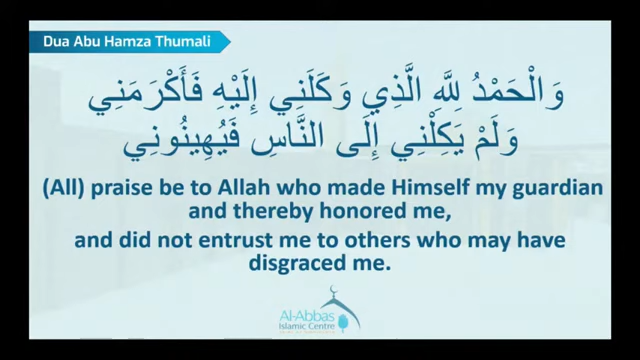 Dua Abu Hamza Thumali
وَالْحَمْدُ لِلَّهِ الَّذِي وَكَلَنِي إِلَيْهِ فَأَكْرَمَنِي
وَلَمْ يَكِلْنِي إِلَى النَّاسِ فَيُهِينُونِي
(All) praise be to Allah who made Himself my guardian
and thereby honored me,
and did not entrust me to others who may have
disgraced me.
Al-Abbas
Islamic Centre